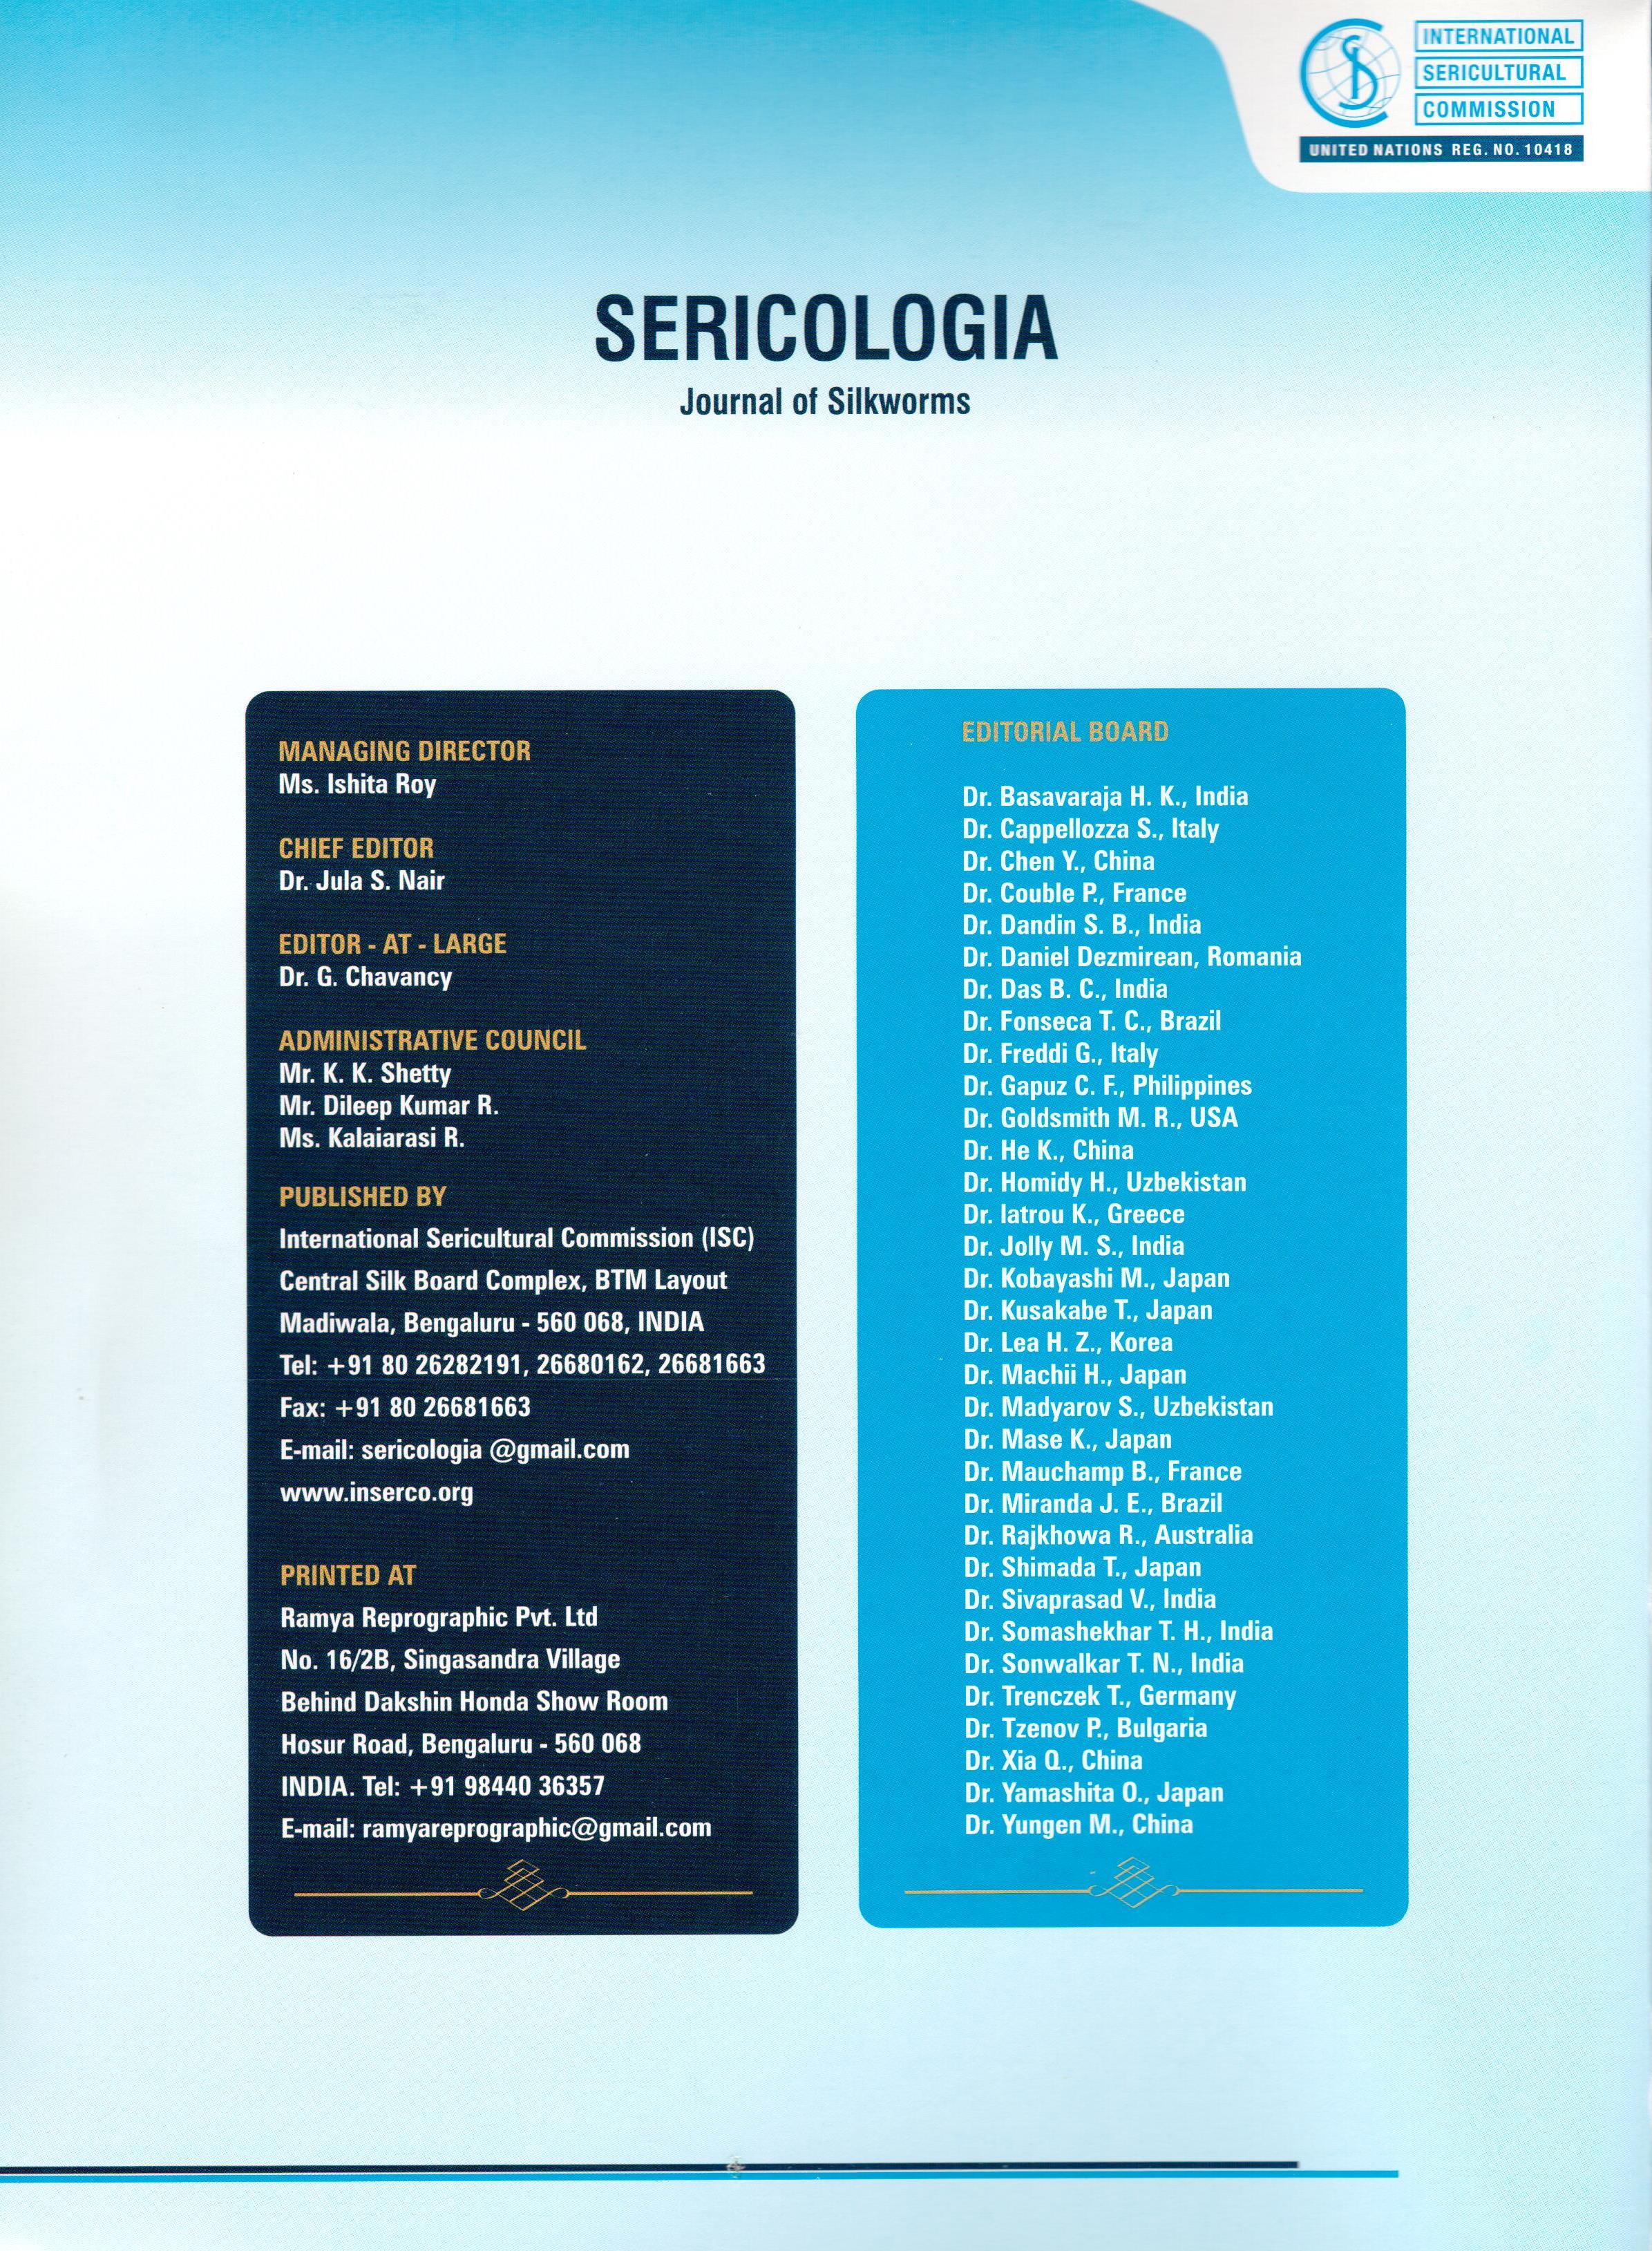 INTERNATIONAL
SERICULTURAL
COMMISSION
UNITED NATIONS REG. NO. 10418
SERICOLOGIA
Journal of Silkworms
MANAGING DIRECTOR
Ms. Ishita Roy
CHIEF EDITOR
Dr. Jula S. Nair
EDITOR - AT - LARGE
Dr. G. Chavancy
ADMINISTRATIVE COUNCIL
Mr. K. K. Shetty
Mr. Dileep Kumar R.
Ms. Kalaiarasi R.
PUBLISHED BY
International Sericultural Commission (ISC)
Central Silk Board Complex, BTM Layout
Madiwala, Bengaluru - 560 068, INDIA
Tel: +91 80 26282191, 26680162, 26681663
Fax: +91 80 26681663
E-mail: sericologia @gmail.com
www.inserco.org
PRINTED AT
Ramya Reprographic Pvt. Ltd
No. 16/2B, Singasandra Village
Behind Dakshin Honda Show Room
Hosur Road, Bengaluru - 560 068
INDIA. Tel: +91 98440 36357
E-mail: ramyareprographic@gmail.com
EDITORIAL BOARD
Dr. Basavaraja H. K., India
Dr. Cappellozza S., Italy
Dr. Chen Y., China
Dr. Couble P., France
Dr. Dandin S. B., India
Dr. Daniel Dezmirean, Romania
Dr. Das B. C., India
Dr. Fonseca T. C., Brazil
Dr. Freddi G., Italy
Dr. Gapuz C. F., Philippines
Dr. Goldsmith M. R., USA
Dr. He K., China
Dr. Homidy H., Uzbekistan
Dr. Iatrou K., Greece
Dr. Jolly M. S., India
Dr. Kobayashi M., Japan
Dr. Kusakabe T., Japan
Dr. Lea H. Z., Korea
Dr. Machii H., Japan
Dr. Madyarov S., Uzbekistan
Dr. Mase K., Japan
Dr. Mauchamp B., France
Dr. Miranda J. E., Brazil
Dr. Rajkhowa R., Australia
Dr. Shimada T., Japan
Dr. Sivaprasad V., India
Dr. Somashekhar T. H., India
Dr. Sonwalkar T. N., India
Dr. Trenczek T., Germany
Dr. Tzenov P., Bulgaria
Dr. Xia Q., China
Dr. Yamashita O., Japan
Dr. Yungen M., China